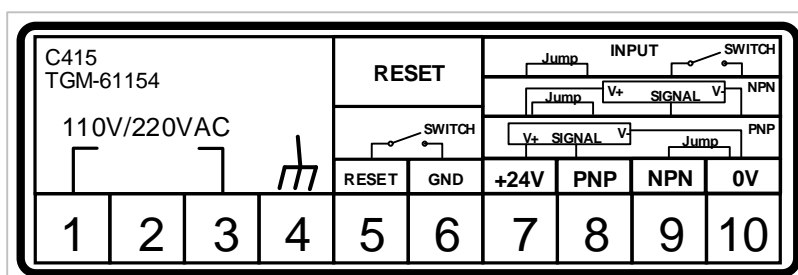 C415
TGM-61154
110V/220VAC
RESET
SWITCH
RESET GND
Jump INPUT SWITCH
Jump V+ SIGNAL V- NPN
V+ SIGNAL V- Jump PNP
+24V PNP NPN 0V
1 2 3 4 5 6 7 8 9 10